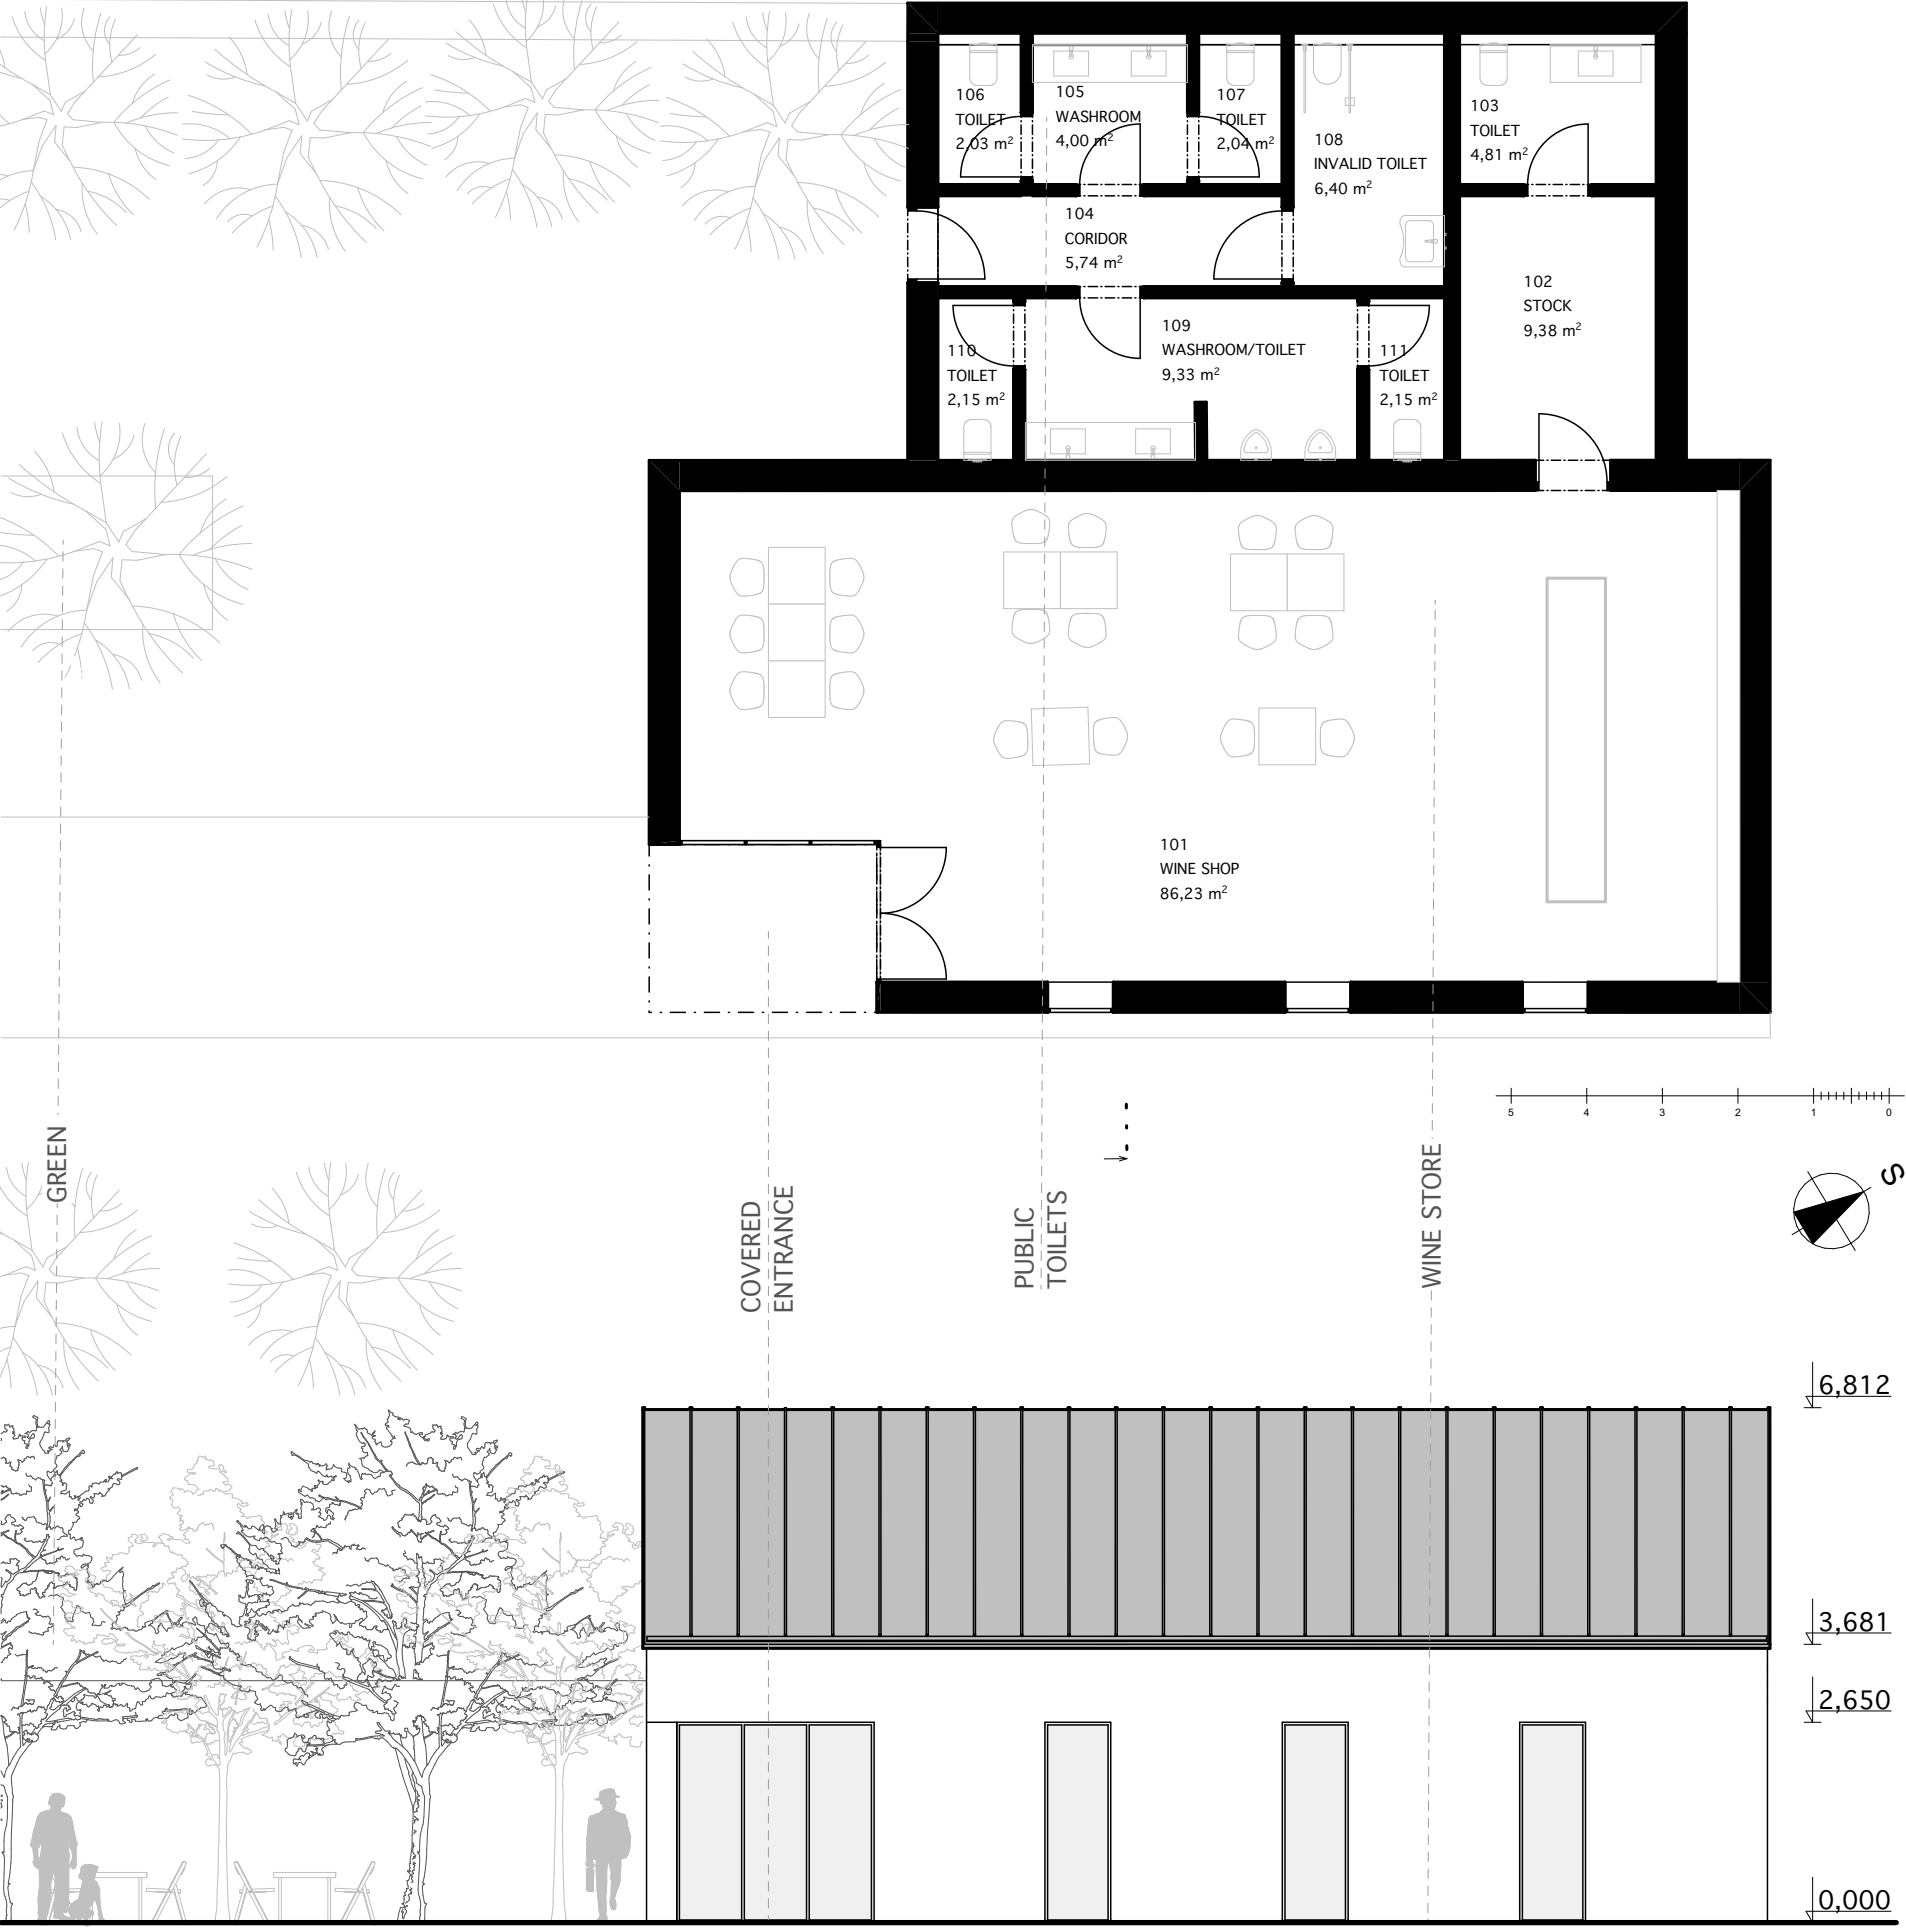 106
TOILET
2,03 m²
105
WASHROOM
4,00 m²
107
TOILET
2,04 m²
108
INVALID TOILET
6,40 m²
103
TOILET
4,81 m²
104
CORIDOR
5,74 m²
102
STOCK
9,38 m²
110
TOILET
2,15 m²
109
WASHROOM/TOILET
9,33 m²
111
TOILET
2,15 m²
101
WINE SHOP
86,23 m²
5 4 3 2 1 0
S
GREEN
COVERED
ENTRANCE
PUBLIC
TOILETS
WINE STORE
6,812
3,681
2,650
0,000